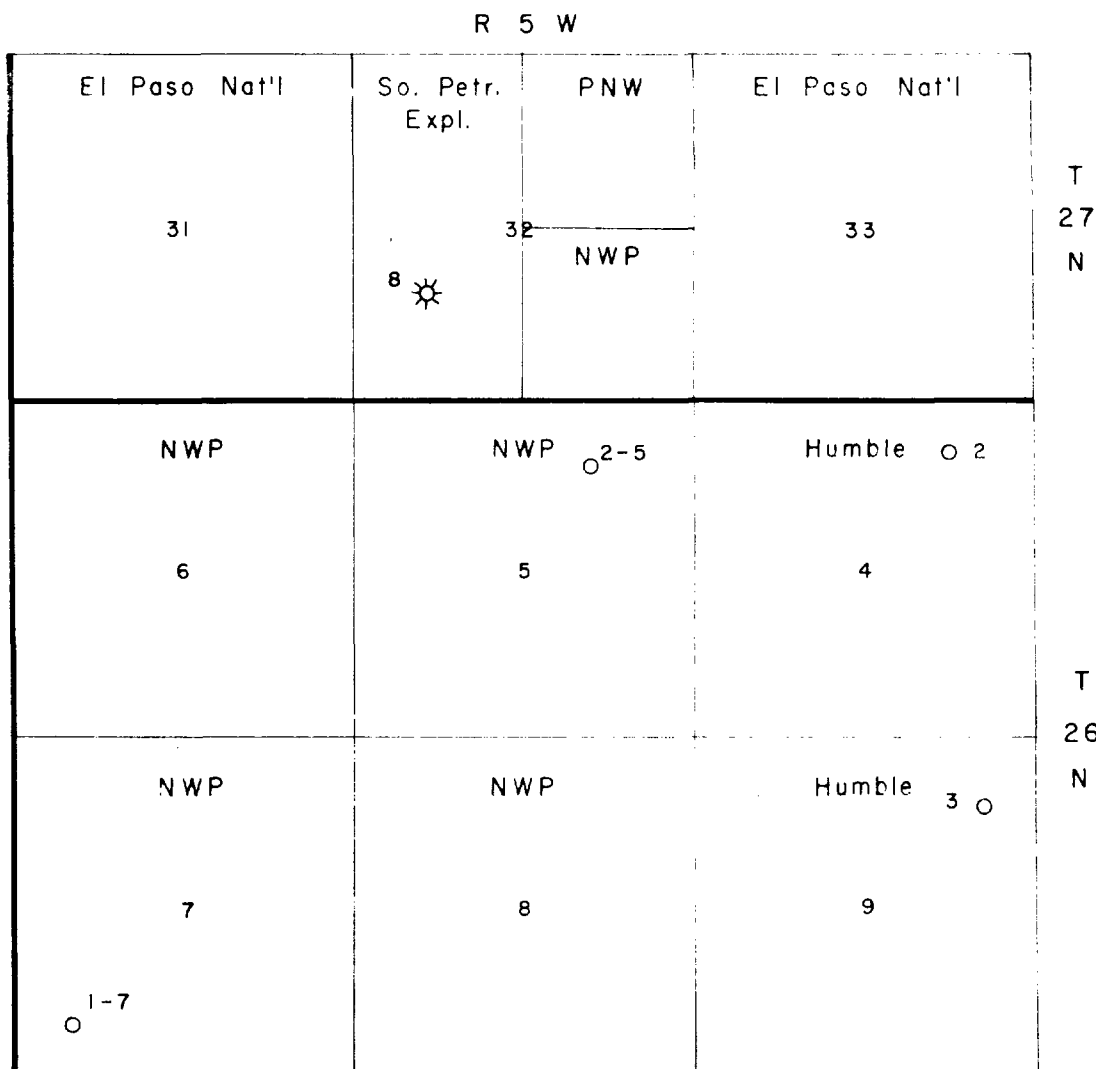 R 5 W
El Paso Nat'l
So. Petr.
Expl.
PNW
El Paso Nat'l
T
27
N
31
32
33
NWP
8
NWP
NWP
2-5
Humble
2
6
5
4
T
26
N
NWP
NWP
Humble
3
7
8
9
1-7